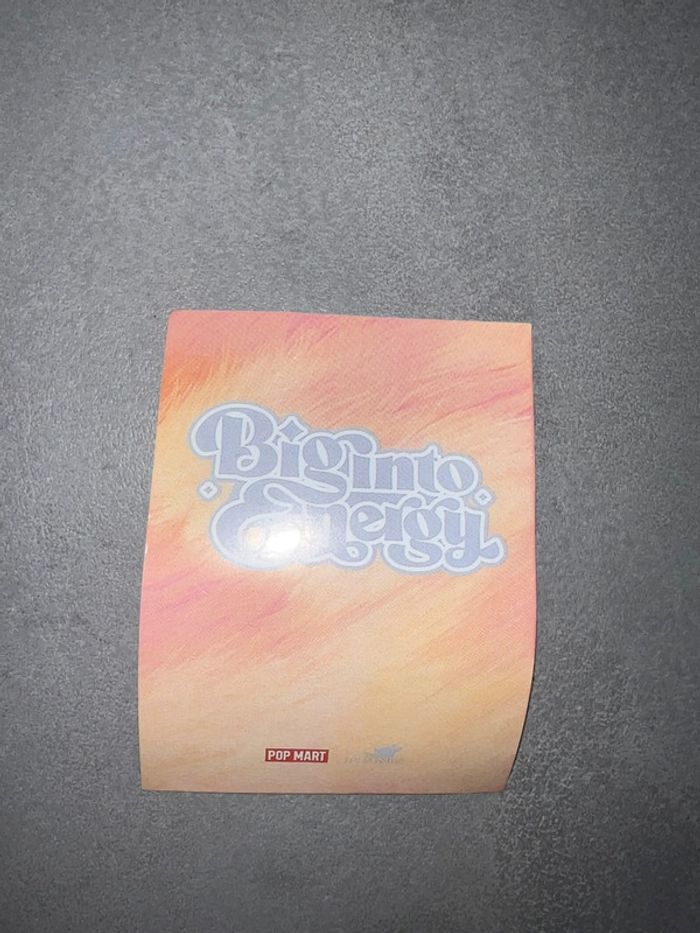 Big into
Energy
POP MART